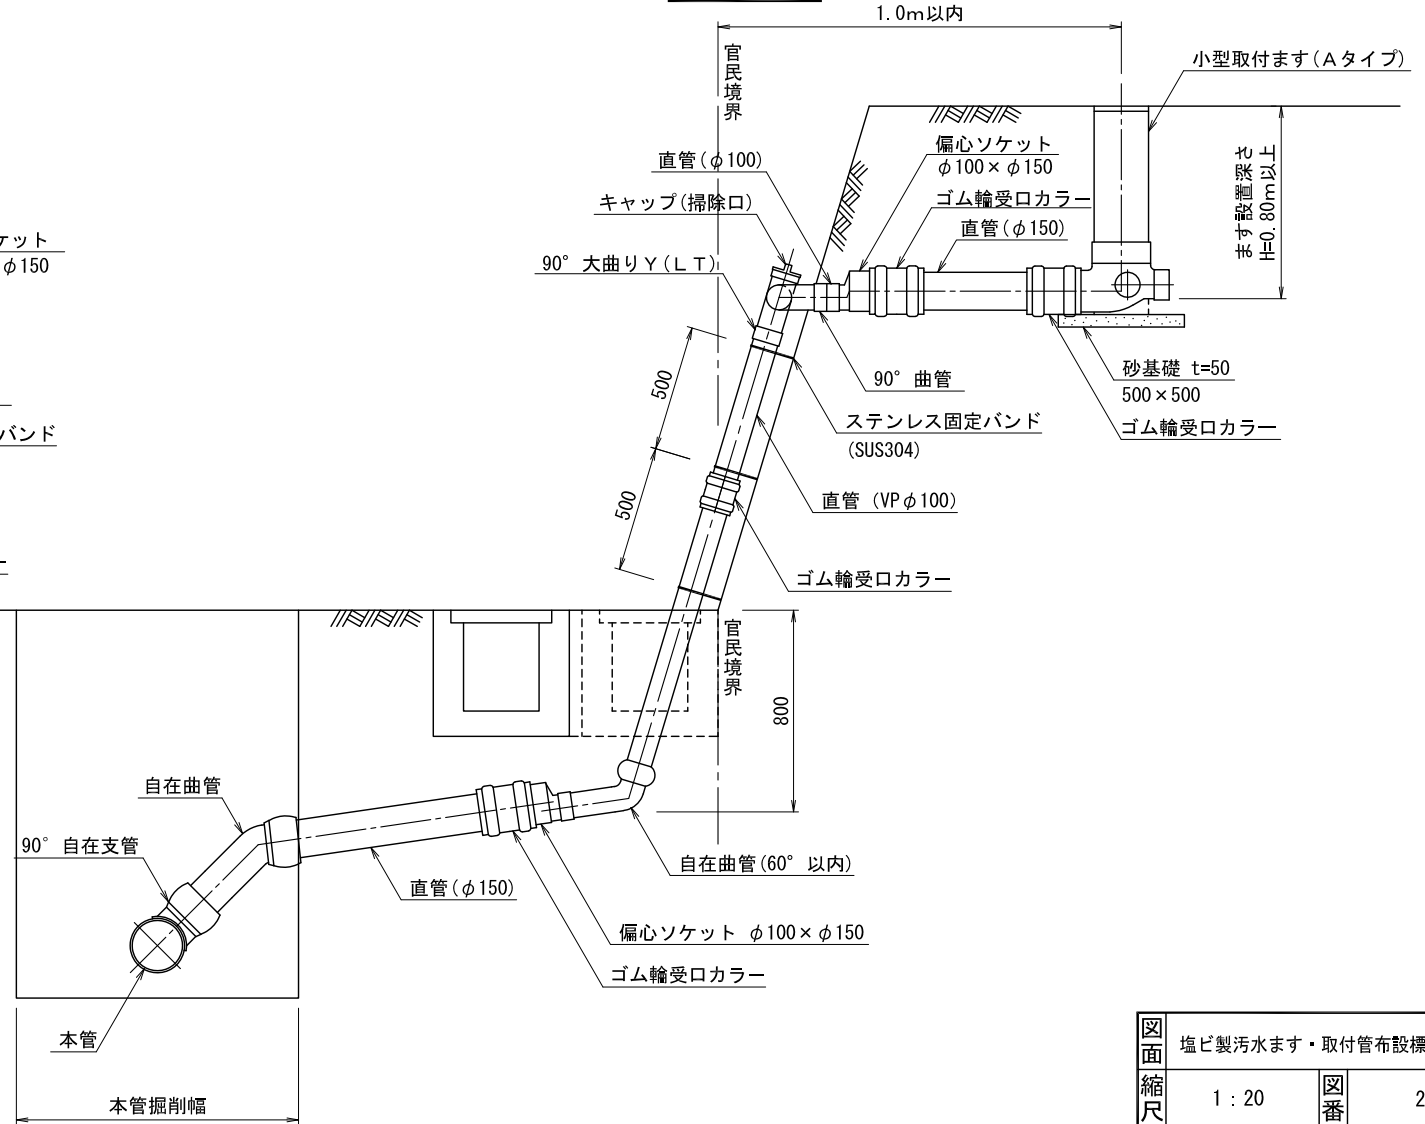 1.0m以内
官民境界
小型取付ます(Aタイプ)
偏心ソケット
φ100×φ150
直管(φ100)
キャップ(掃除口)
ゴム輪受口カラー
直管(φ150)
ます設置深さ
H=0.80m以上
ケット
φ150
90° 大曲りY(LT)
90° 曲管
砂基礎 t=50
500×500
500
バンド
ステンレス固定バンド
(SUS304)
ゴム輪受口カラー
直管 (VPφ100)
500
ゴム輪受口カラー
官民境界
800
自在曲管
90° 自在支管
自在曲管(60° 以内)
直管(φ150)
偏心ソケット φ100×φ150
ゴム輪受口カラー
本管
本管掘削幅
図面
塩ビ製汚水ます・取付管布設標
縮尺
1 : 20
図番
2